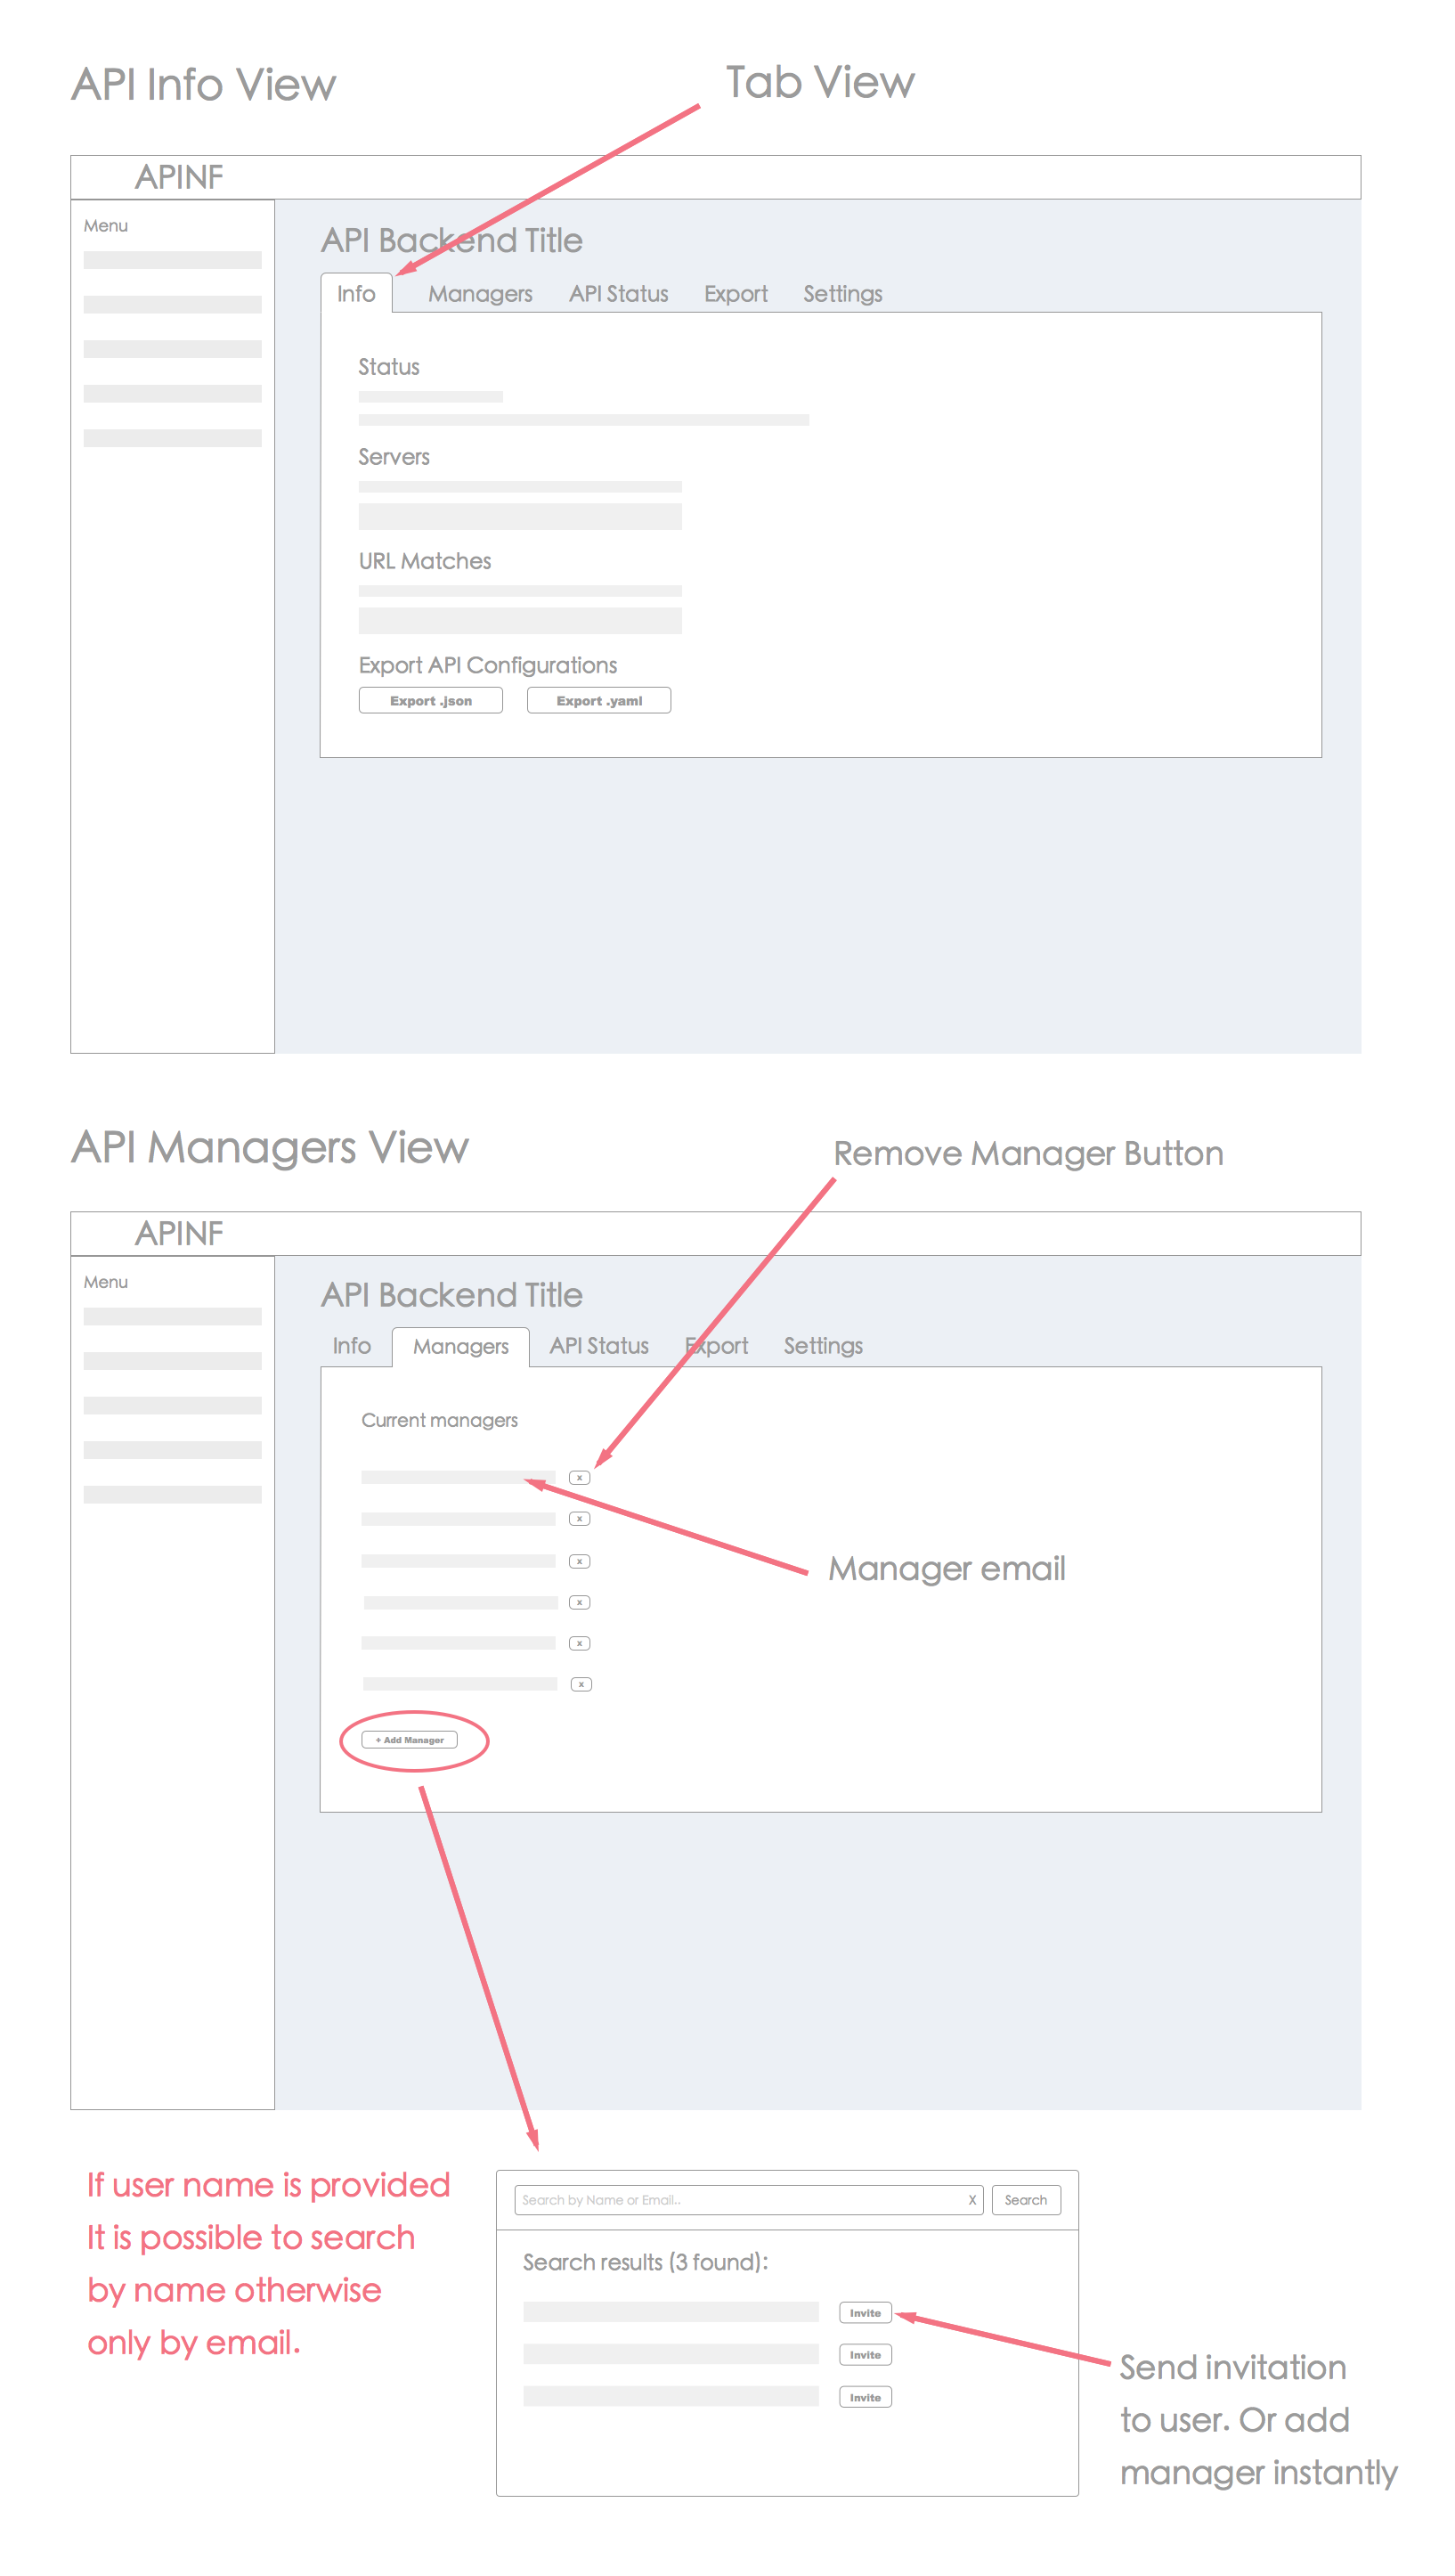 API Info View
Tab View
APINF
Menu
API Backend Title
Info Managers API Status Export Settings
Status
Servers
URL Matches
Export API Configurations
Export .json Export .yaml
API Managers View
Remove Manager Button
APINF
Menu
API Backend Title
Info Managers API Status Export Settings
Current managers
x
x
x
x
x
x
Manager email
+ Add Manager
If user name is provided
It is possible to search
by name otherwise
only by email.
Search by Name or Email.. X Search
Search results (3 found):
Invite
Invite
Invite
Send invitation
to user. Or add
manager instantly